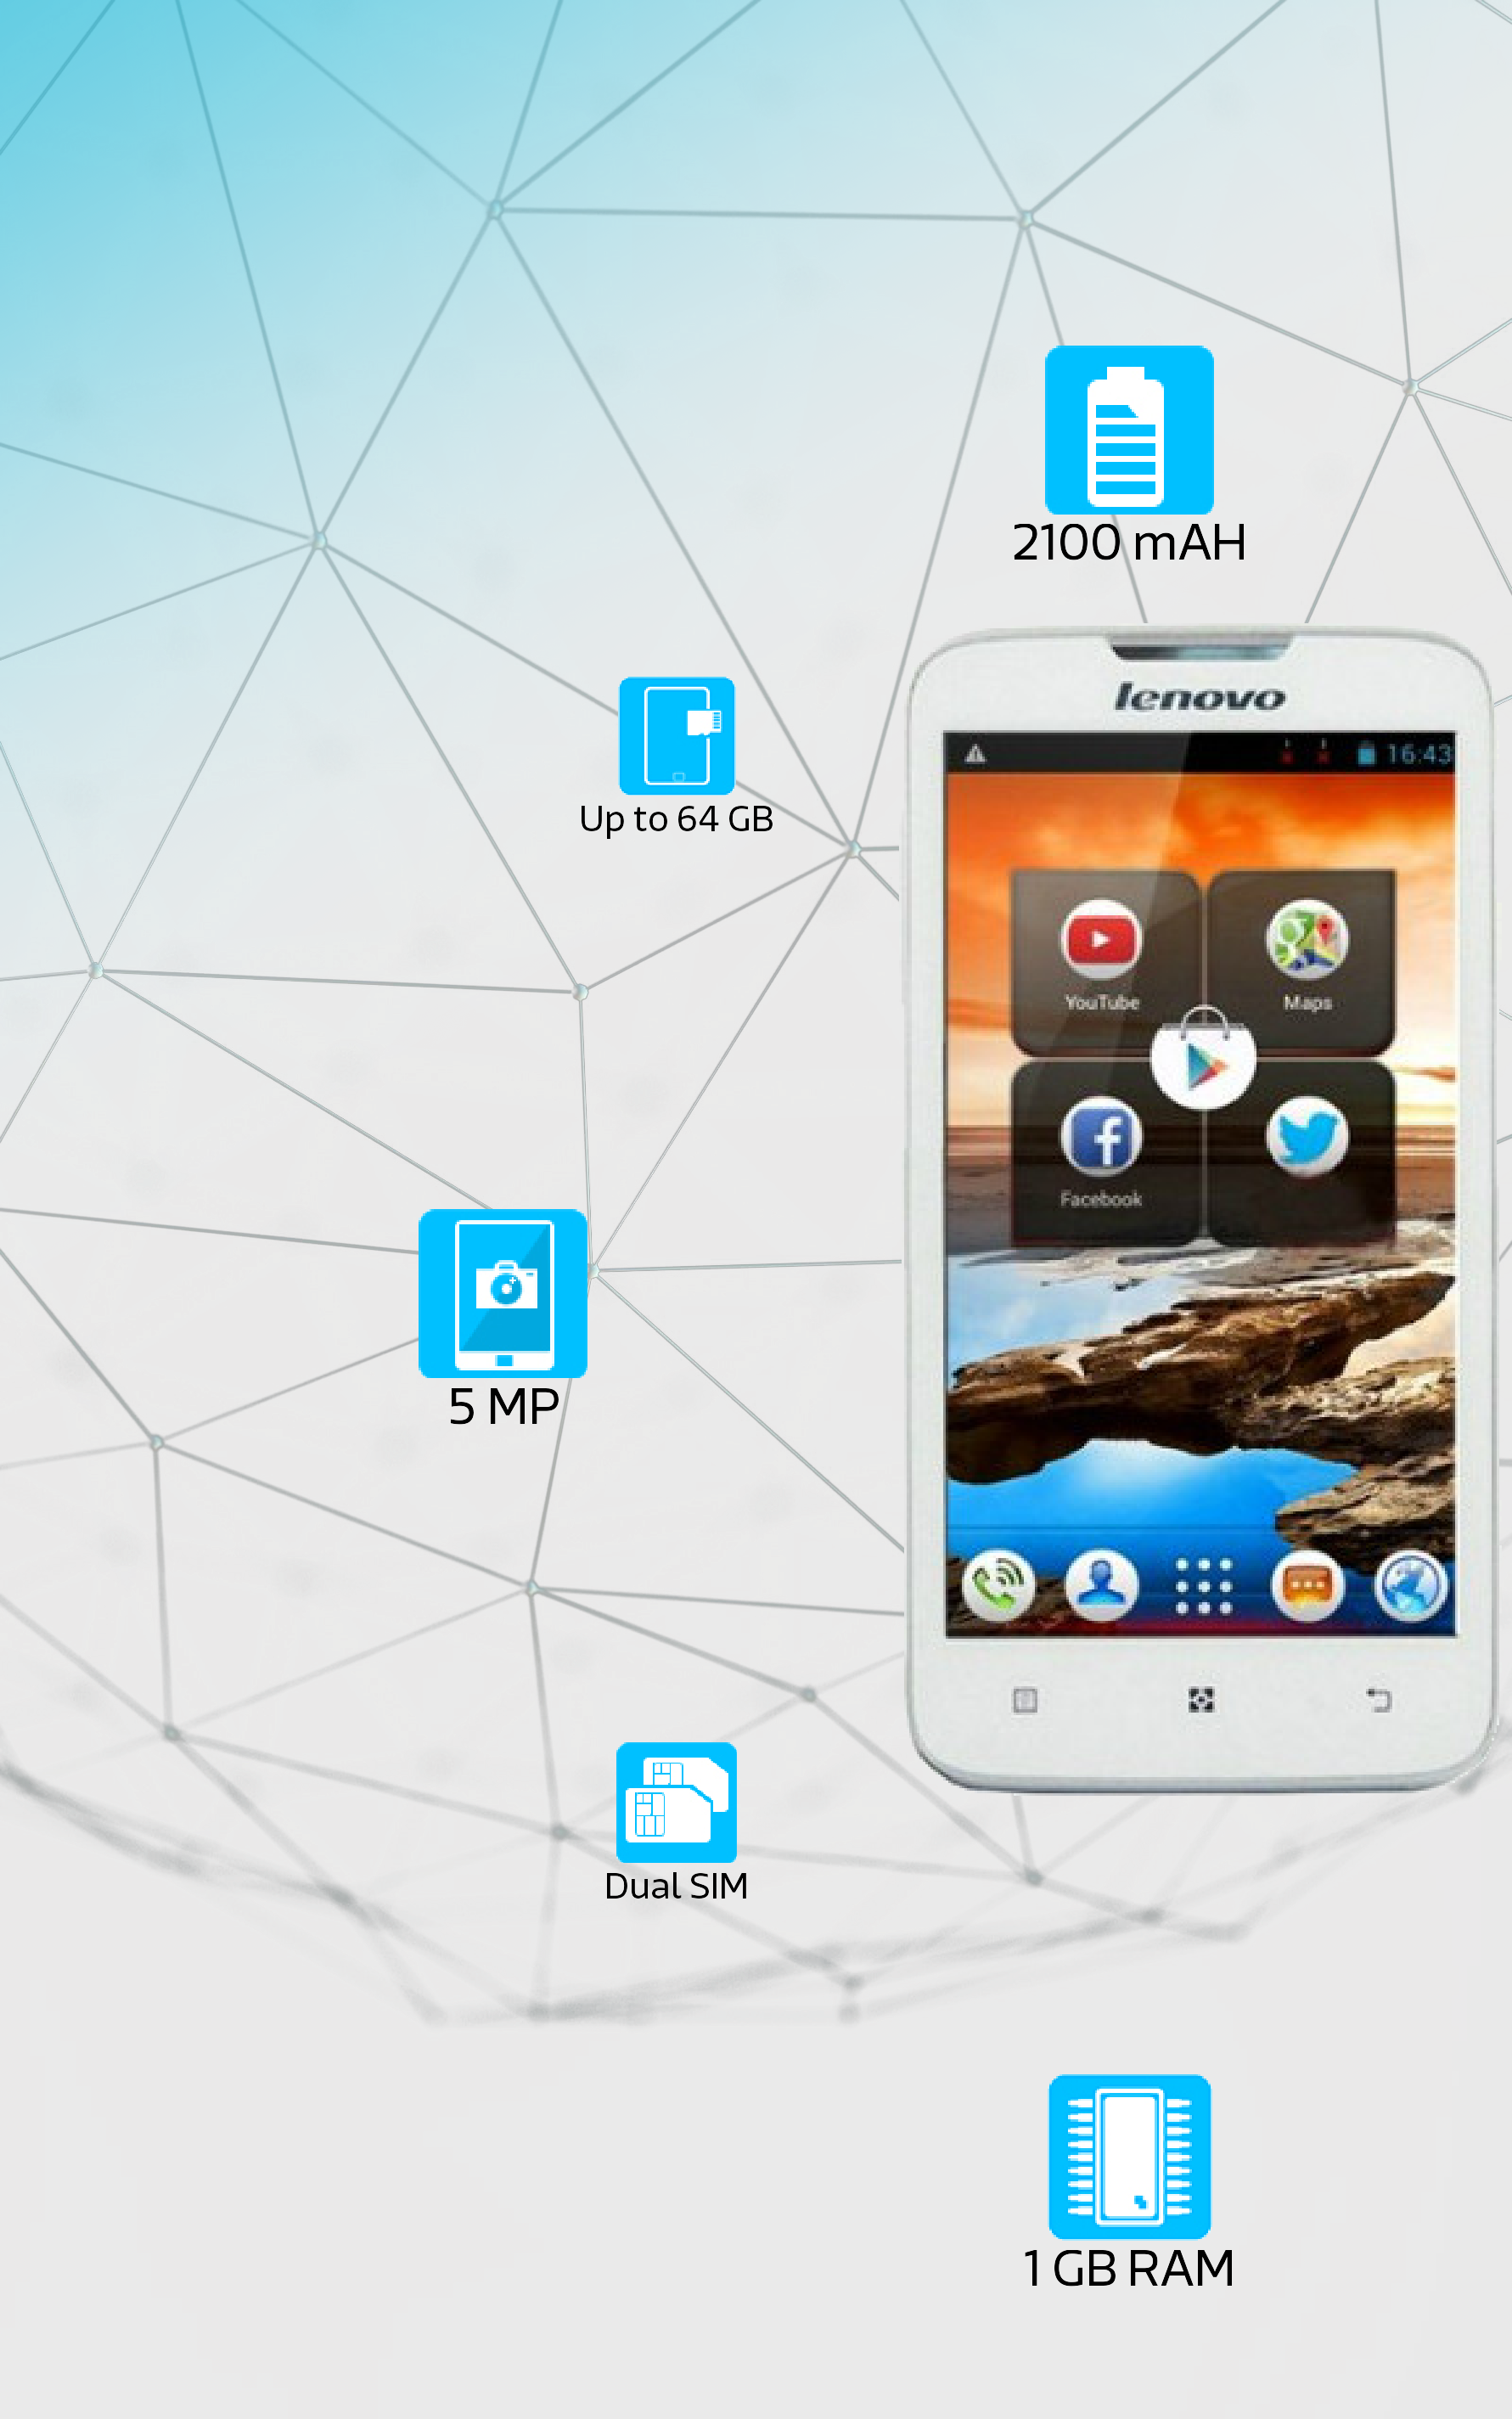 2100 mAH
lenovo
16:43
Up to 64 GB
YouTube
Maps
Facebook
5 MP
Dual SIM
1 GB RAM